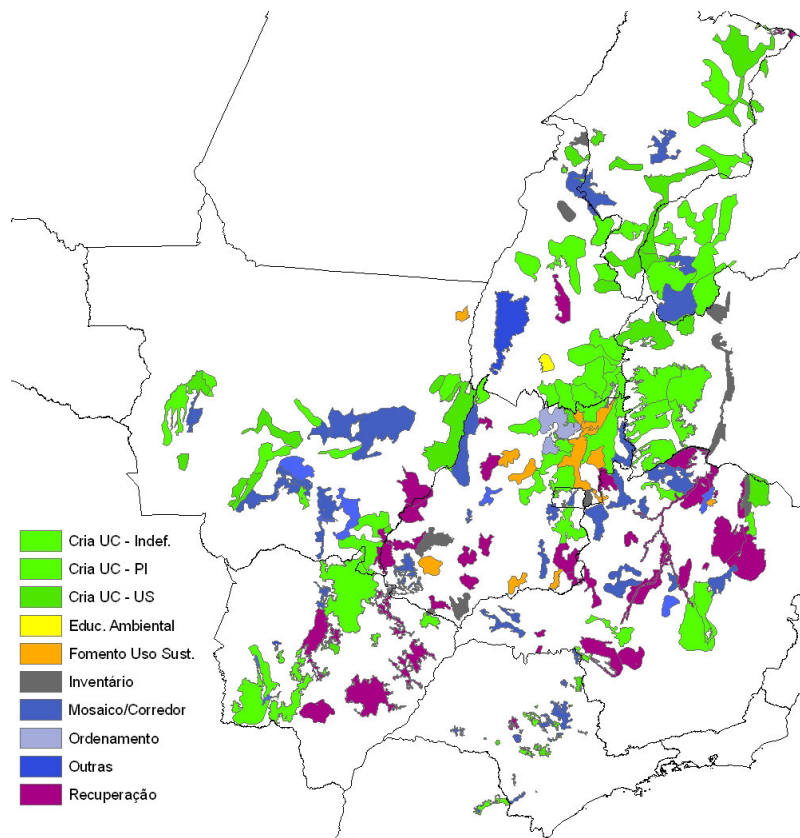 Cria UC - Indef.
Cria UC - PI
Cria UC - US
Educ. Ambiental
Fomento Uso Sust.
Inventário
Mosaico/Corredor
Ordenamento
Outras
Recuperação